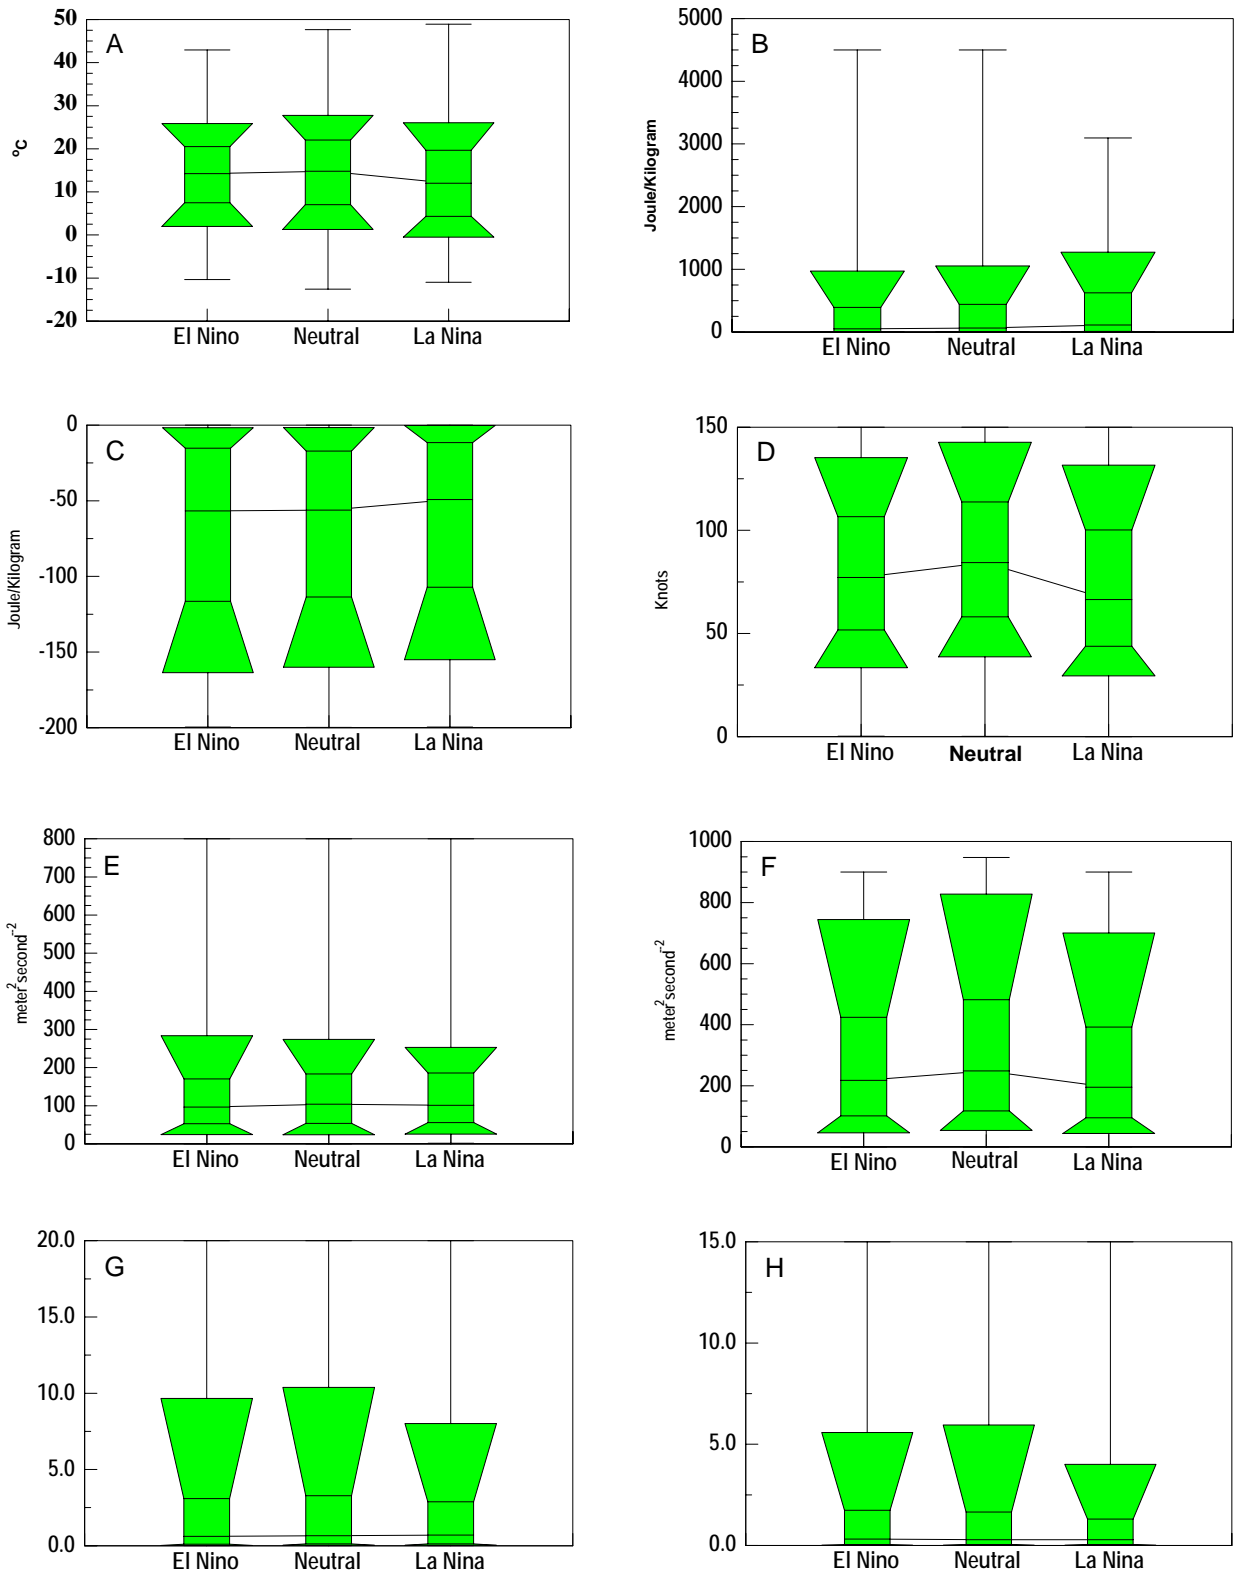 A
°C
50
40
30
20
10
0
-10
-20
El Nino Neutral La Nina
B
Joule/Kilogram
5000
4000
3000
2000
1000
0
El Nino Neutral La Nina
C
Joule/Kilogram
0
-50
-100
-150
-200
El Nino Neutral La Nina
D
Knots
150
100
50
0
El Nino Neutral La Nina
E
meter² second⁻²
800
700
600
500
400
300
200
100
0
El Nino Neutral La Nina
F
meter² second⁻²
1000
800
600
400
200
0
El Nino Neutral La Nina
G
20.0
15.0
10.0
5.0
0.0
El Nino Neutral La Nina
H
15.0
10.0
5.0
0.0
El Nino Neutral La Nina